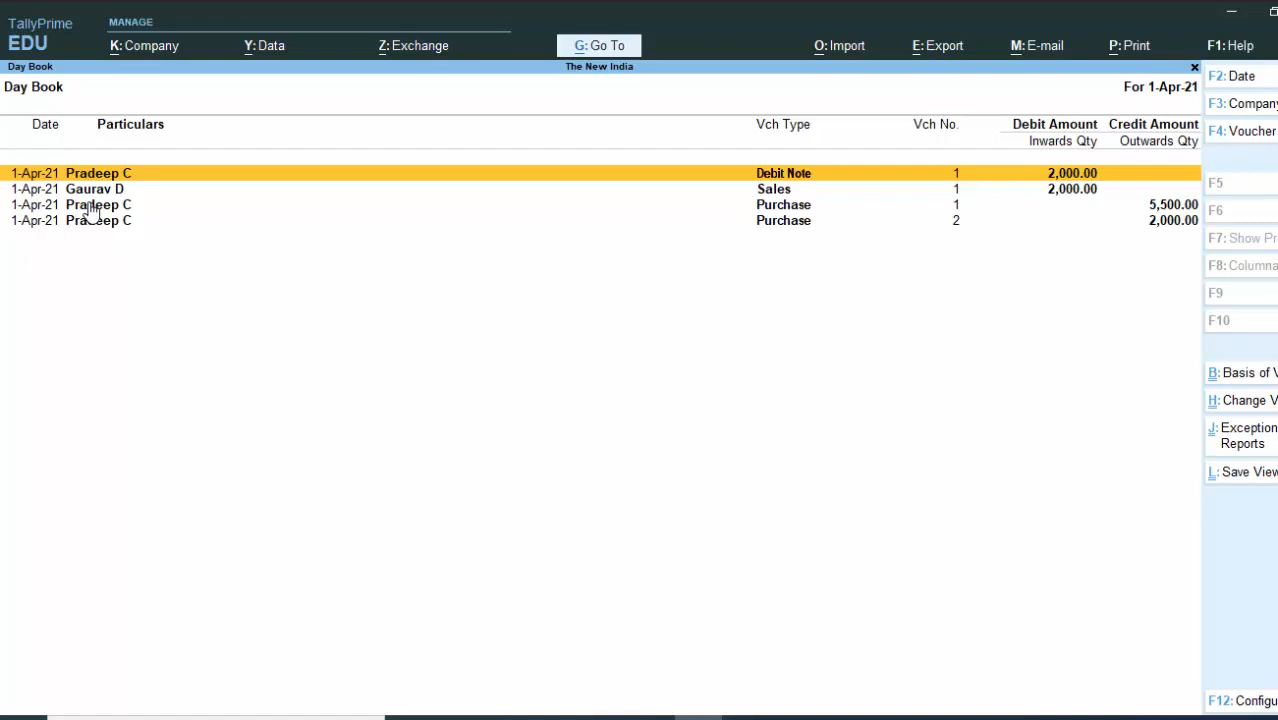 TallyPrime MANAGE
EDU K: Company Y: Data Z: Exchange G: Go To O: Import E: Export M: E-mail P: Print F1: Help
Day Book The New India
Day Book For 1-Apr-21
Date Particulars Vch Type Vch No. Debit Amount Credit Amount
Inwards Qty Outwards Qty
1-Apr-21 Pradeep C Debit Note 1 2,000.00
1-Apr-21 Gaurav D Sales 1 2,000.00
1-Apr-21 Pradeep C Purchase 1 5,500.00
1-Apr-21 Pradeep C Purchase 2 2,000.00
F2: Date
F3: Company
F4: Voucher
F5
F6
F7: Show Pr
F8: Columna
F9
F10
B: Basis of V
H: Change V
J: Exception
Reports
L: Save View
F12: Configu